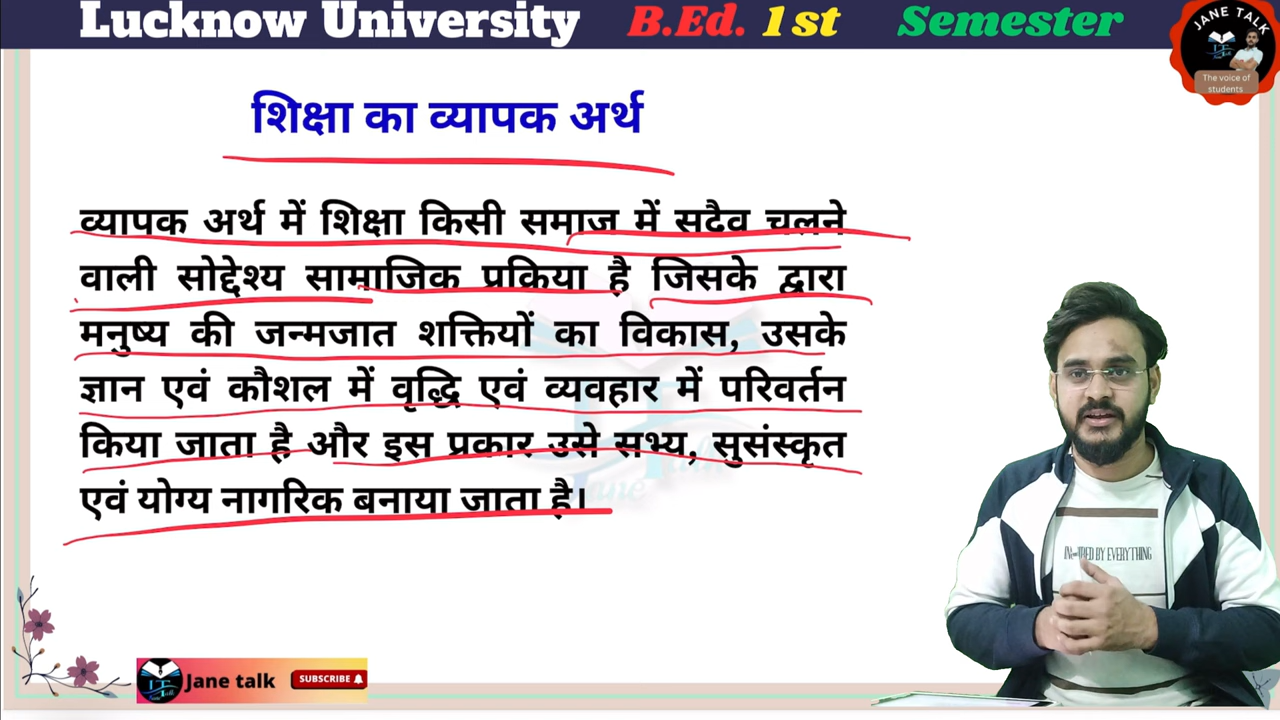 Lucknow University B.Ed. 1st Semester
JANE TALK
The voice of
students
शिक्षा का व्यापक अर्थ
व्यापक अर्थ में शिक्षा किसी समाज में सदैव चलने
वाली सोद्देश्य सामाजिक प्रकिया है जिसके द्वारा
मनुष्य की जन्मजात शक्तियों का विकास, उसके
ज्ञान एवं कौशल में वृद्धि एवं व्यवहार में परिवर्तन
किया जाता है और इस प्रकार उसे सभ्य, सुसंस्कृत
एवं योग्य नागरिक बनाया जाता है।
BY EVERYTHING
Jane talk
SUBSCRIBE